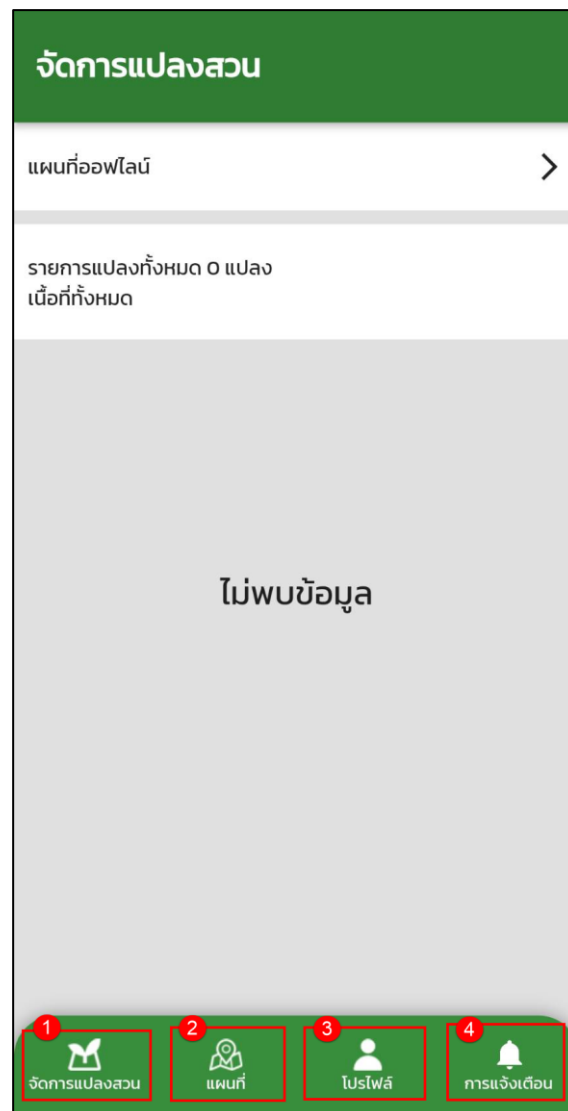 จัดการแปลงสวน
แผนที่ออฟไลน์
รายการแปลงทั้งหมด 0 แปลง
เนื้อที่ทั้งหมด
ไม่พบข้อมูล
1 2 3 4
จัดการแปลงสวน แผนที่ โปรไฟล์ การแจ้งเตือน